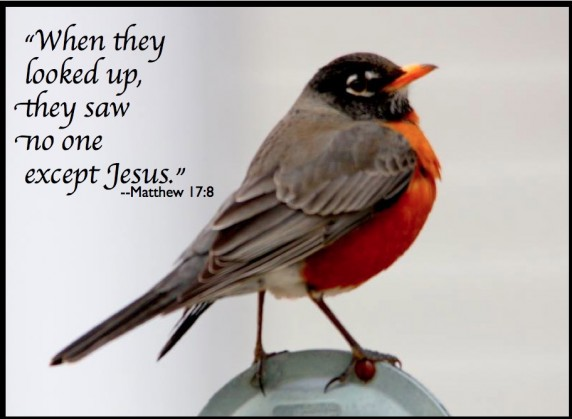 “When they
looked up,
they saw
no one
except Jesus.”
--Matthew 17:8